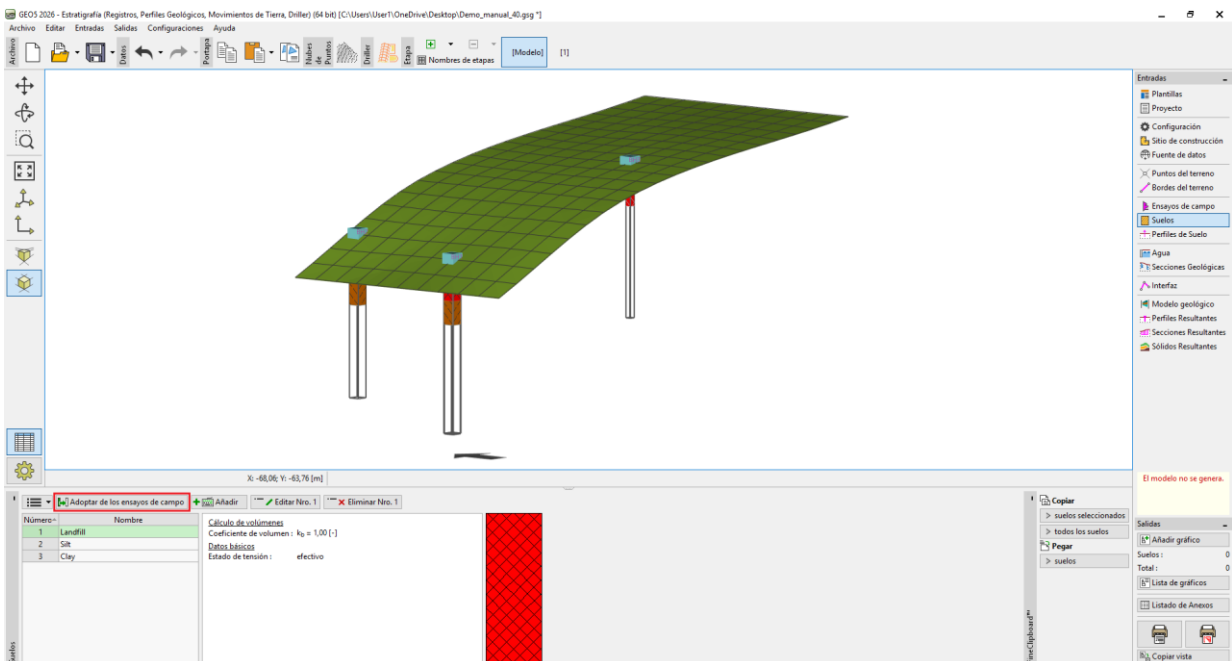 GEO5 2026 - Estratigrafía (Registros, Perfiles Geológicos, Movimientos de Tierra, Driller) (64 bit) [C:\Users\User1\OneDrive\Desktop\Demo_manual_40.gsg *]
Archivo Editar Entradas Salidas Configuraciones Ayuda
Archivo
Datos
Portapa
Nubes de Puntos
Driller
Etapa
Nombres de etapas
[Modelo]
[1]
Entradas
Plantillas
Proyecto
Configuración
Sitio de construcción
Fuente de datos
Puntos del terreno
Bordes del terreno
Ensayos de campo
Suelos
Perfiles de Suelo
Agua
Secciones Geológicas
Interfaz
Modelo geológico
Perfiles Resultantes
Secciones Resultantes
Sólidos Resultantes
X: -68,06; Y: -63,76 [m]
El modelo no se genera.
Adoptar de los ensayos de campo
Añadir
Editar Nro. 1
Eliminar Nro. 1
Número Nombre
1 Landfill
2 Silt
3 Clay
Cálculo de volúmenes
Coeficiente de volumen : kb = 1,00 [-]
Datos básicos
Estado de tensión : efectivo
Copiar
> suelos seleccionados
> todos los suelos
Pegar
> suelos
Salidas
Añadir gráfico
Suelos : 0
Total : 0
Lista de gráficos
Listado de Anexos
Copiar vista